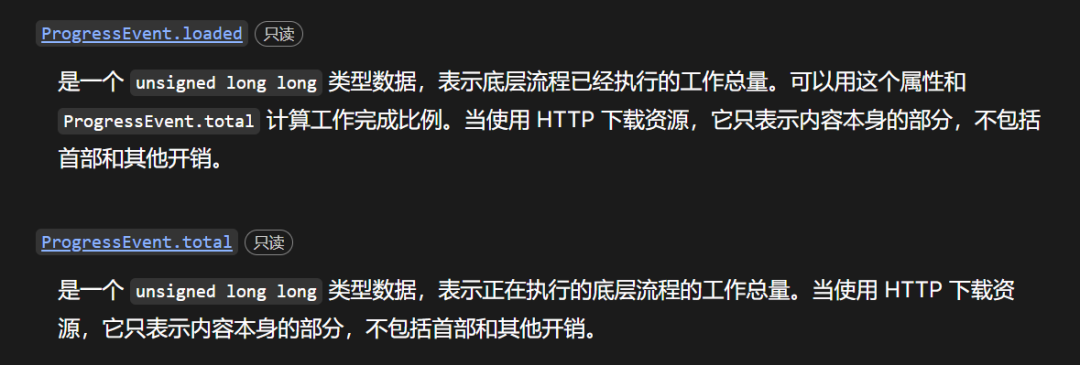 ProgressEvent.loaded 只读
是一个 unsigned long long 类型数据，表示底层流程已经执行的工作总量。可以用这个属性和
ProgressEvent.total 计算工作完成比例。当使用 HTTP 下载资源，它只表示内容本身的部分，不包括
首部和其他开销。
ProgressEvent.total 只读
是一个 unsigned long long 类型数据，表示正在执行的底层流程的工作总量。当使用 HTTP 下载资
源，它只表示内容本身的部分，不包括首部和其他开销。